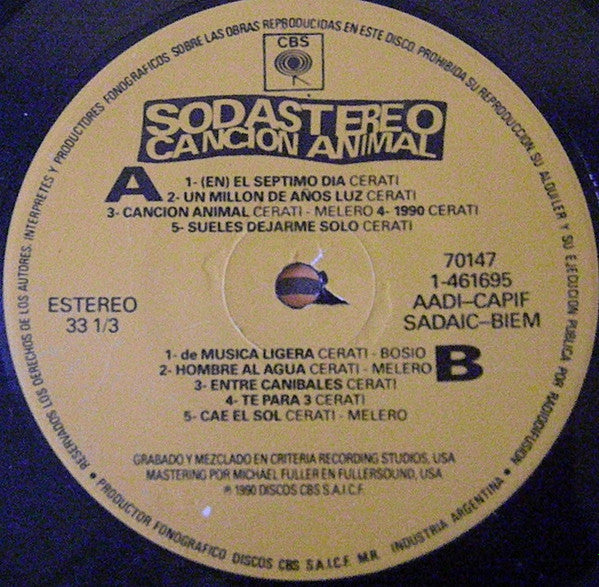 RESERVADOS LOS DERECHOS DE LOS AUTORES, INTERPRETES Y PRODUCTORES FONOGRAFICOS SOBRE LAS OBRAS REPRODUCIDAS EN ESTE DISCO PROHIBIDA SU REPRODUCCION SU ALQUILER Y SU EJECUCION PUBLICA POR RADIODIFUSION
CBS
SODA STEREO
CANCION ANIMAL
A
1- (EN) EL SEPTIMO DIA CERATI
2- UN MILLON DE AÑOS LUZ CERATI
3- CANCION ANIMAL CERATI - MELERO 4- 1990 CERATI
5- SUELES DEJARME SOLO CERATI
ESTEREO
33 1/3
70147
1-461695
AADI-CAPIF
SADAIC-BIEM
B
1- de MUSICA LIGERA CERATI - BOSIO
2- HOMBRE AL AGUA CERATI - MELERO
3- ENTRE CANIBALES CERATI
4- TE PARA 3 CERATI
5- CAE EL SOL CERATI - MELERO
GRABADO Y MEZCLADO EN CRITERIA RECORDING STUDIOS, USA
MASTERING POR MICHAEL FULLER EN FULLERSOUND, USA
℗ 1990 DISCOS CBS S.A.I.C.F.
• PRODUCTOR FONOGRAFICO DISCOS CBS S.A.I.C.F. M.R. INDUSTRIA ARGENTINA •